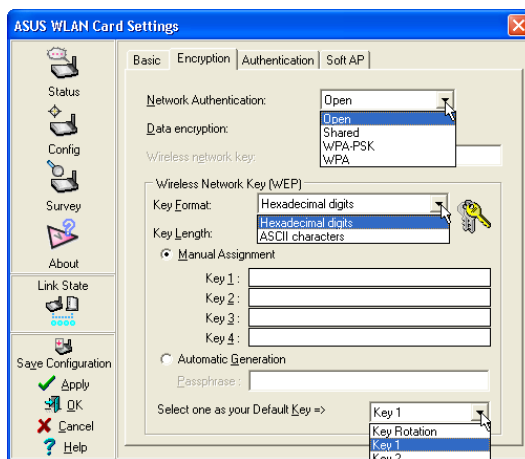 ASUS WLAN Card Settings
Status
Config
Survey
About
Link State
Save Configuration
Apply
OK
Cancel
Help
Basic Encryption Authentication Soft AP
Network Authentication: Open
Open
Data encryption:
Shared
WPA-PSK
Wireless network key:
WPA
Wireless Network Key (WEP)
Key Format: Hexadecimal digits
Hexadecimal digits
Key Length:
ASCII characters
Manual Assignment
Key 1 :
Key 2 :
Key 3 :
Key 4 :
Automatic Generation
Passphrase :
Select one as your Default Key => Key 1
Key Rotation
Key 1
Key 2